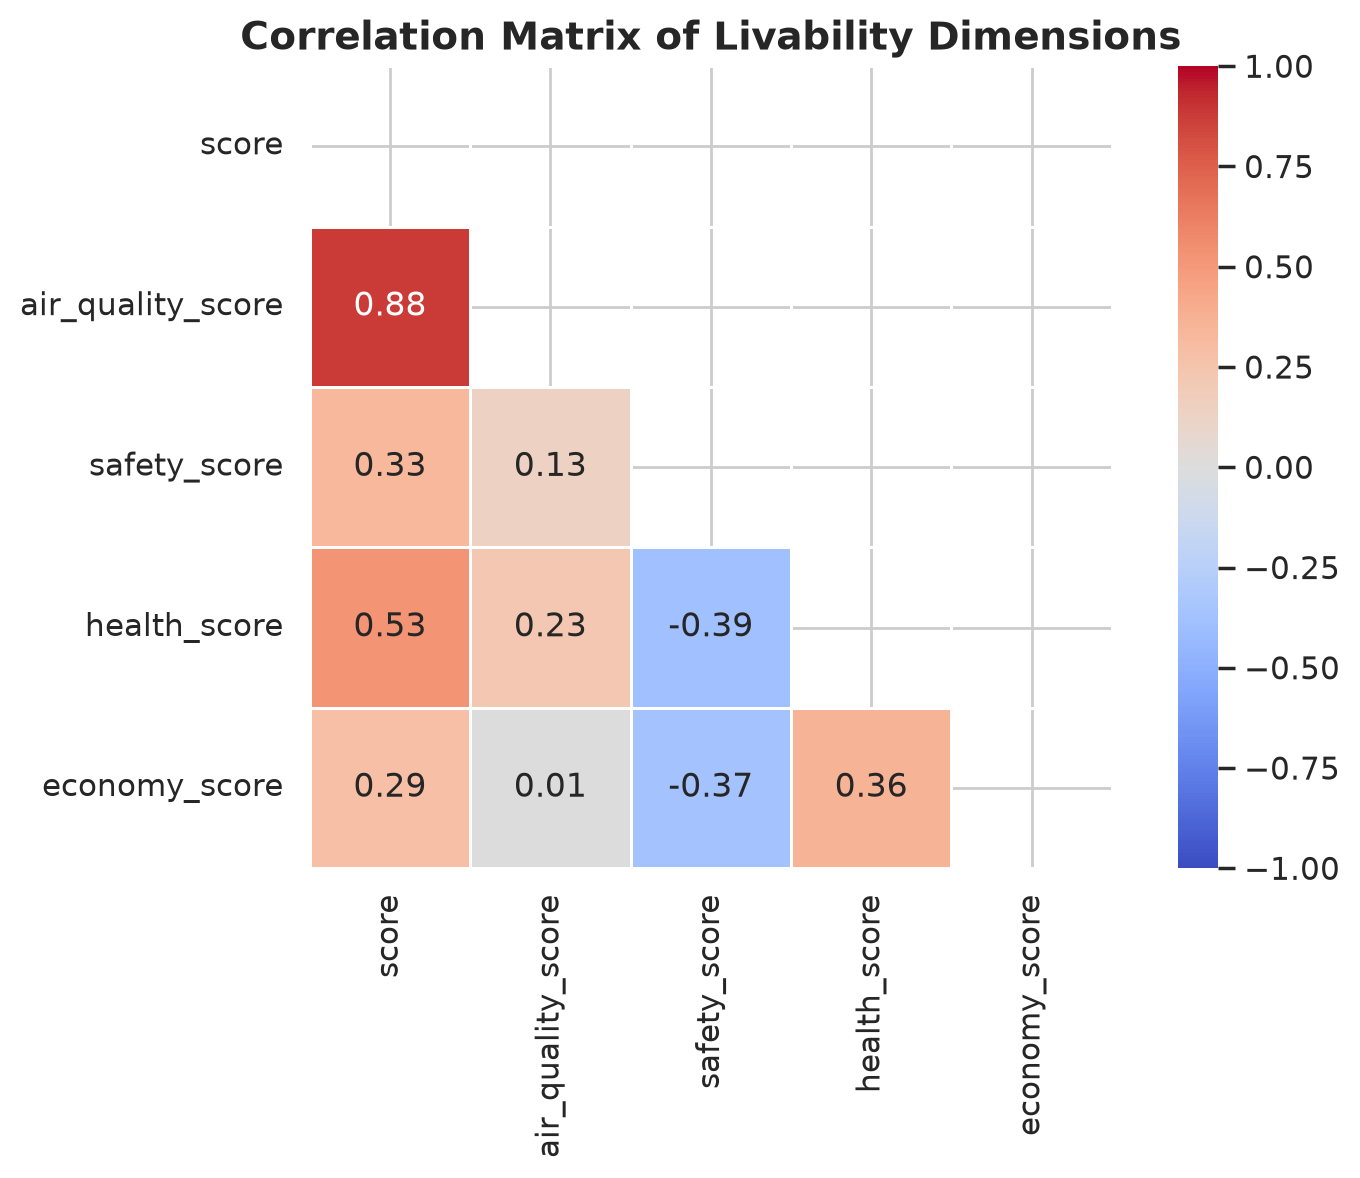 Correlation Matrix of Livability Dimensions
score
air_quality_score
safety_score
health_score
economy_score
0.88
0.33 0.13
0.53 0.23 -0.39
0.29 0.01 -0.37 0.36
score
air_quality_score
safety_score
health_score
economy_score
1.00
0.75
0.50
0.25
0.00
−0.25
−0.50
−0.75
−1.00